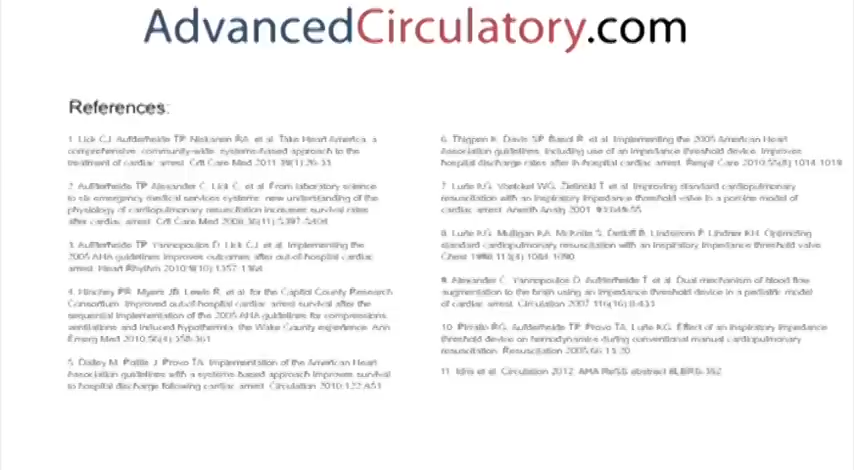 AdvancedCirculatory.com
References:
1. Lick CJ, Aufderheide TP, Niskanen RA, et al. Take Heart America: a
comprehensive, community-wide, systems-based approach to the
treatment of cardiac arrest. Crit Care Med 2011;39(1):26-33.
2. Aufderheide TP, Alexander C, Lick C, et al. From laboratory science
to six emergency medical services systems: new understanding of the
physiology of cardiopulmonary resuscitation increases survival rates
after cardiac arrest. Crit Care Med 2008;36(11):
3. Aufderheide TP, Yannopoulos D, Lick CJ, et al. Implementing the
2005 AHA guidelines improves outcomes after out-of-hospital cardiac
arrest. Heart Rhythm 2010;
4. Hinchey PR, Myers JB, Lewis R, et al. for the Capital County Research
Consortium. Improved out-of-hospital cardiac arrest survival after the
sequential implementation of the 2005 AHA guidelines for compressions,
ventilations and induced hypothermia: the Wake County experience. Ann
Emerg Med 2010;56(4):
5. Dailey M, Politis J, Provo TA. Implementation of the American Heart
Association guidelines with a systems-based approach improves survival
to hospital discharge following cardiac arrest. Circulation 2010;122:
6. Thigpen K, Davis SP, Basol R, et al. Implementing the 2005 American Heart
Association guidelines, including use of an impedance threshold device, improves
hospital discharge rates after in-hospital cardiac arrest. Respir Care 2010;55(8):1014-1019.
7. Lurie KG, Voelckel WG, Zielinski T, et al. Improving standard cardiopulmonary
resuscitation with an inspiratory impedance threshold valve in a porcine model of
cardiac arrest. Anesth Analg 2001;
8. Lurie KG, Mulligan KA, McKnite S, Detloff B, Lindstrom P, Lindner KH. Optimizing
standard cardiopulmonary resuscitation with an inspiratory impedance threshold valve.
Chest 1998;113(4):1084-1090.
9. Alexander C, Yannopoulos D, Aufderheide T, et al. Dual mechanism of blood flow
augmentation to the brain using an impedance threshold device in a pediatric model
of cardiac arrest. Circulation 2007;116(16):II-433.
10. Pirrallo RG, Aufderheide TP, Provo TA, Lurie KG. Effect of an inspiratory impedance
threshold device on hemodynamics during conventional manual cardiopulmonary
resuscitation. Resuscitation 2005;66:13-20.
11. Idris et al. Circulation 2012. AHA ReSS abstract